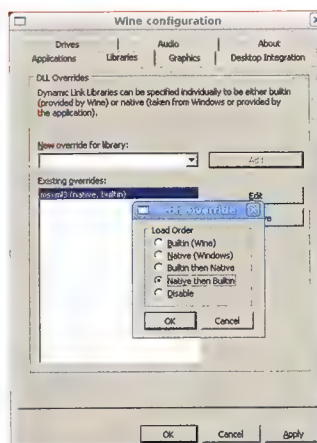 Wine configuration
Drives
Audio
About
Applications
Libraries
Graphics
Desktop Integration
DLL Overrides
Dynamic Link Libraries can be specified individually to be either builtin
(provided by Wine) or native (taken from Windows or provided by
the application).
New override for library:
Add
Existing overrides:
(native, builtin)
Edit
Override
Load Order
Builtin (Wine)
Native (Windows)
Builtin then Native
Native then Builtin
Disable
OK
Cancel
OK
Cancel
Apply